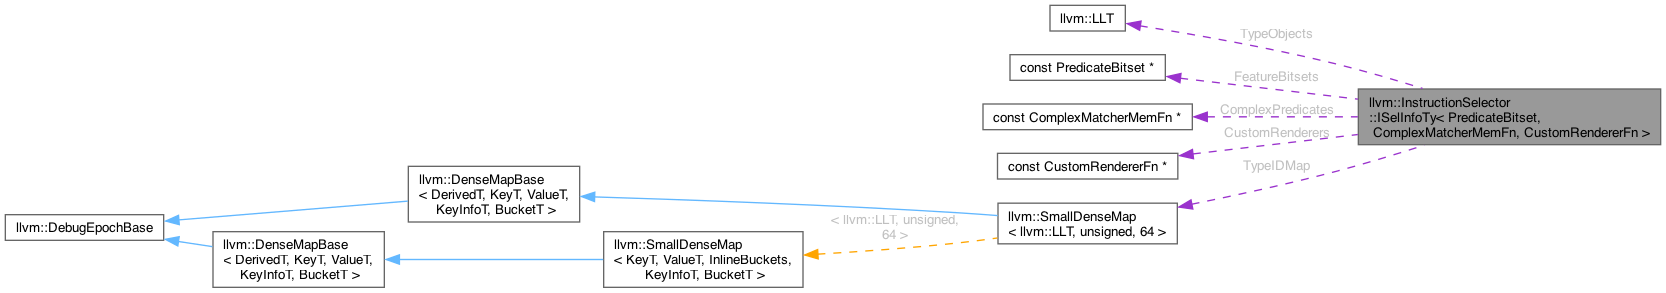 llvm::LLT
TypeObjects
const PredicateBitset *
FeatureBitsets
llvm::InstructionSelector
::ISelInfoTy< PredicateBitset,
ComplexMatcherMemFn, CustomRendererFn >
const ComplexMatcherMemFn *
ComplexPredicates
CustomRenderers
const CustomRendererFn *
TypeIDMap
llvm::DenseMapBase
< DerivedT, KeyT, ValueT,
KeyInfoT, BucketT >
llvm::SmallDenseMap
< llvm::LLT, unsigned, 64 >
< llvm::LLT, unsigned,
64 >
llvm::DebugEpochBase
llvm::DenseMapBase
< DerivedT, KeyT, ValueT,
KeyInfoT, BucketT >
llvm::SmallDenseMap
< KeyT, ValueT, InlineBuckets,
KeyInfoT, BucketT >